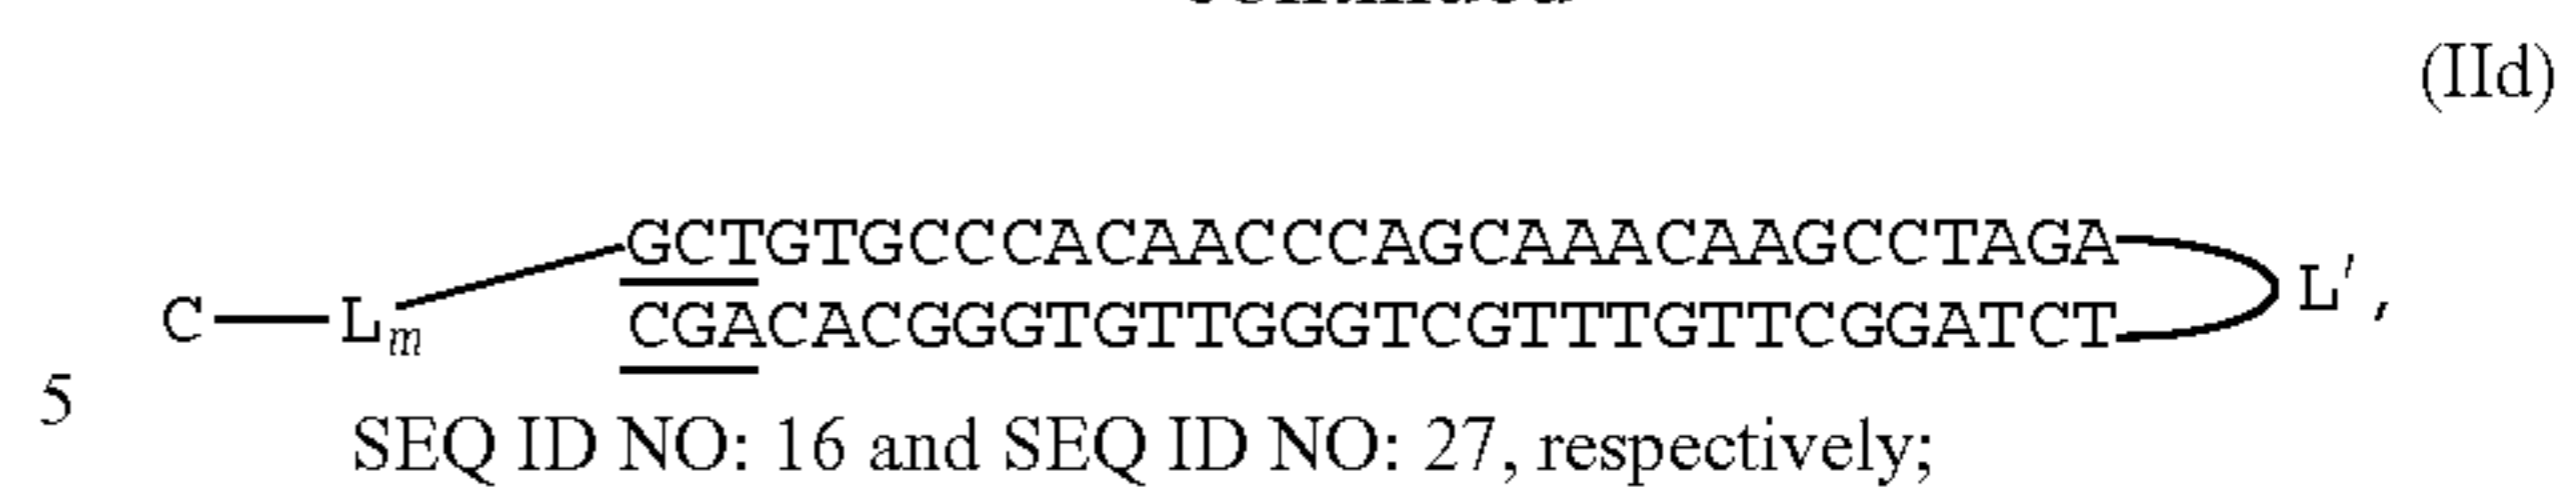 (IId)
GCTGTGCCCACAACCCAGCAAACAAGCCTAGA
C—Lm L′,
CGACACGGGTGTTGGGTCGTTTGTTCGGATCT
5
SEQ ID NO: 16 and SEQ ID NO: 27, respectively;